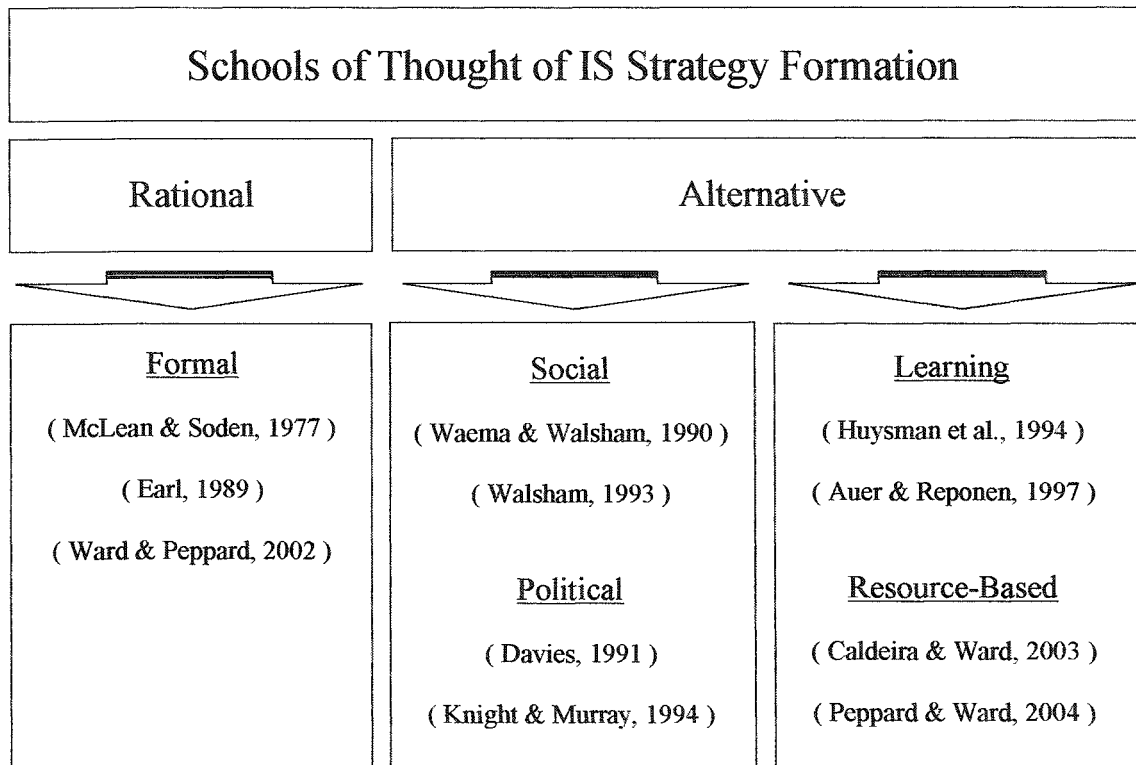 Schools of Thought of IS Strategy Formation
Rational
Alternative
Formal
( McLean & Soden, 1977 )
( Earl, 1989 )
( Ward & Peppard, 2002 )
Social
( Waema & Walsham, 1990 )
( Walsham, 1993 )
Political
( Davies, 1991 )
( Knight & Murray, 1994 )
Learning
( Huysman et al., 1994 )
( Auer & Reponen, 1997 )
Resource-Based
( Caldeira & Ward, 2003 )
( Peppard & Ward, 2004 )